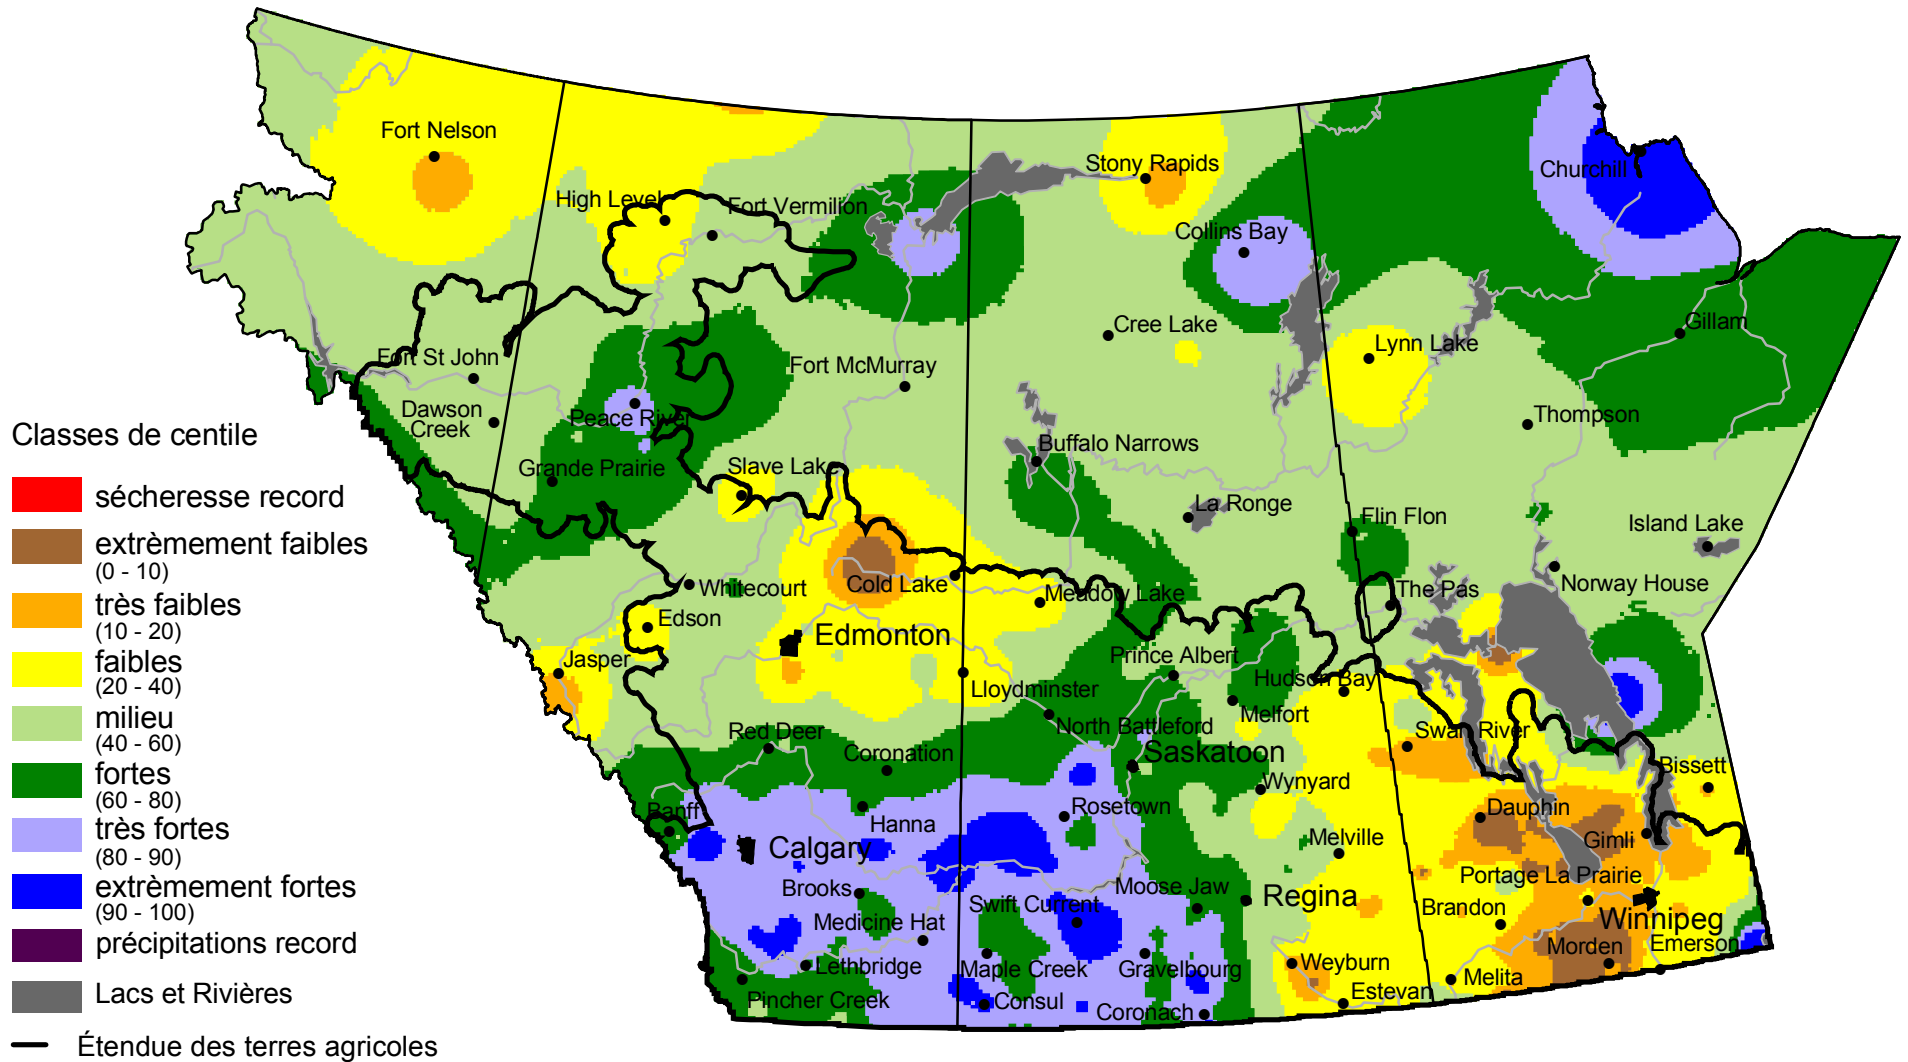 Fort Nelson
Stony Rapids
Churchill
High Level
Fort Vermilion
Collins Bay
Gillam
Cree Lake
Lynn Lake
Fort St John
Fort McMurray
Dawson
Creek
Peace River
Thompson
Classes de centile
Buffalo Narrows
Grande Prairie
Slave Lake
sécheresse record
La Ronge
Flin Flon
Island Lake
extrèmement faibles
(0 - 10)
Whitecourt
Cold Lake
Meadow Lake
The Pas
Norway House
très faibles
(10 - 20)
Edson
Edmonton
faibles
(20 - 40)
Jasper
Prince Albert
Hudson Bay
Lloydminster
milieu
(40 - 60)
Red Deer
North Battleford
Melfort
Swan River
Coronation
Saskatoon
Bissett
fortes
(60 - 80)
Wynyard
Banff
Hanna
Rosetown
Dauphin
très fortes
(80 - 90)
Calgary
Melville
Gimli
extrèmement fortes
(90 - 100)
Brooks
Moose Jaw
Regina
Portage La Prairie
Medicine Hat
Swift Current
Brandon
Winnipeg
précipitations record
Morden
Emerson
Lethbridge
Maple Creek
Gravelbourg
Weyburn
Melita
Lacs et Rivières
Pincher Creek
Consul
Coronach
Estevan
Étendue des terres agricoles